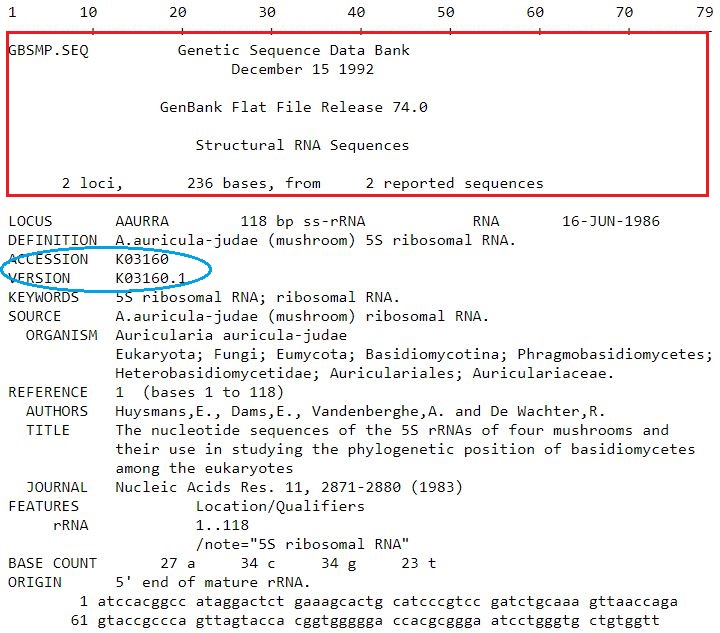 1       10        20        30        40        50        60        70       79
GBSMP.SEQ          Genetic Sequence Data Bank
                         December 15 1992
                 GenBank Flat File Release 74.0
                     Structural RNA Sequences
      2 loci,       236 bases, from     2 reported sequences
LOCUS       AAURRA        118 bp ss-rRNA            RNA       16-JUN-1986
DEFINITION  A.auricula-judae (mushroom) 5S ribosomal RNA.
ACCESSION   K03160
VERSION     K03160.1
KEYWORDS    5S ribosomal RNA; ribosomal RNA.
SOURCE      A.auricula-judae (mushroom) ribosomal RNA.
  ORGANISM  Auricularia auricula-judae
            Eukaryota; Fungi; Eumycota; Basidiomycotina; Phragmobasidiomycetes;
            Heterobasidiomycetidae; Auriculariales; Auriculariaceae.
REFERENCE   1  (bases 1 to 118)
  AUTHORS   Huysmans,E., Dams,E., Vandenberghe,A. and De Wachter,R.
  TITLE     The nucleotide sequences of the 5S rRNAs of four mushrooms and
            their use in studying the phylogenetic position of basidiomycetes
            among the eukaryotes
  JOURNAL   Nucleic Acids Res. 11, 2871-2880 (1983)
FEATURES             Location/Qualifiers
     rRNA            1..118
                     /note="5S ribosomal RNA"
BASE COUNT       27 a     34 c     34 g     23 t
ORIGIN      5' end of mature rRNA.
        1 atccacggcc ataggactct gaaagcactg catcccgtcc gatctgcaaa gttaaccaga
       61 gtaccgccca gttagtacca cggtggggga ccacgcggga atcctgggtg ctgtggtt